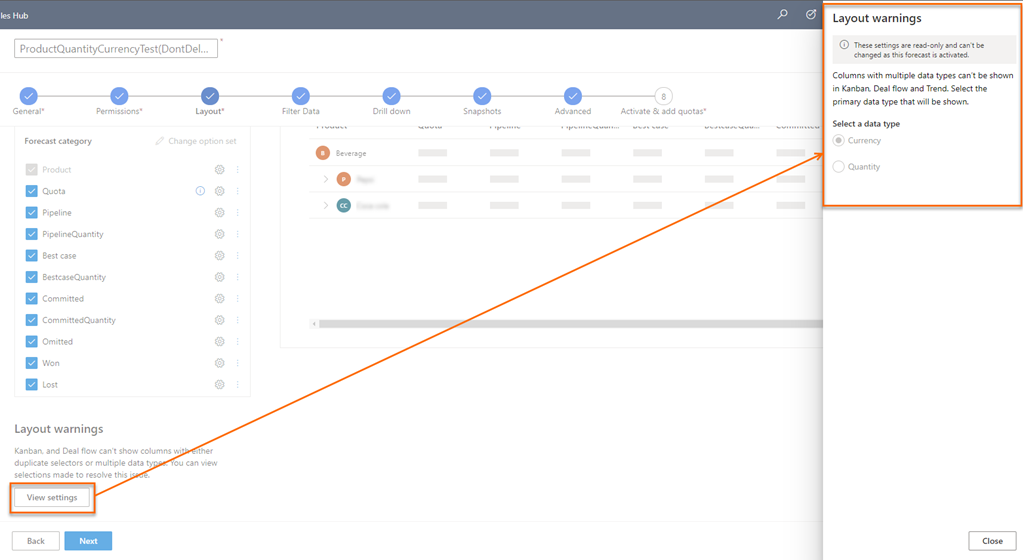 les Hub
ProductQuantityCurrencyTest(DontDel... *
General*
Permissions*
Layout*
Filter Data
Drill down
Snapshots
Advanced
8
Activate & add quotas*
Forecast category
Change option set
Product
Quota
Pipeline
PipelineQuantity
Best case
BestcaseQuantity
Committed
CommittedQuantity
Omitted
Won
Lost
Product Quota Pipeline PipelineQuan... Best case BestcaseQu... Committed
B Beverage
P
CC
Layout warnings
Kanban, and Deal flow can't show columns with either
duplicate selectors or multiple data types. You can view
selections made to resolve this issue.
View settings
Back
Next
Layout warnings
These settings are read-only and can't be
changed as this forecast is activated.
Columns with multiple data types can't be shown
in Kanban, Deal flow and Trend. Select the
primary data type that will be shown.
Select a data type
Currency
Quantity
Close